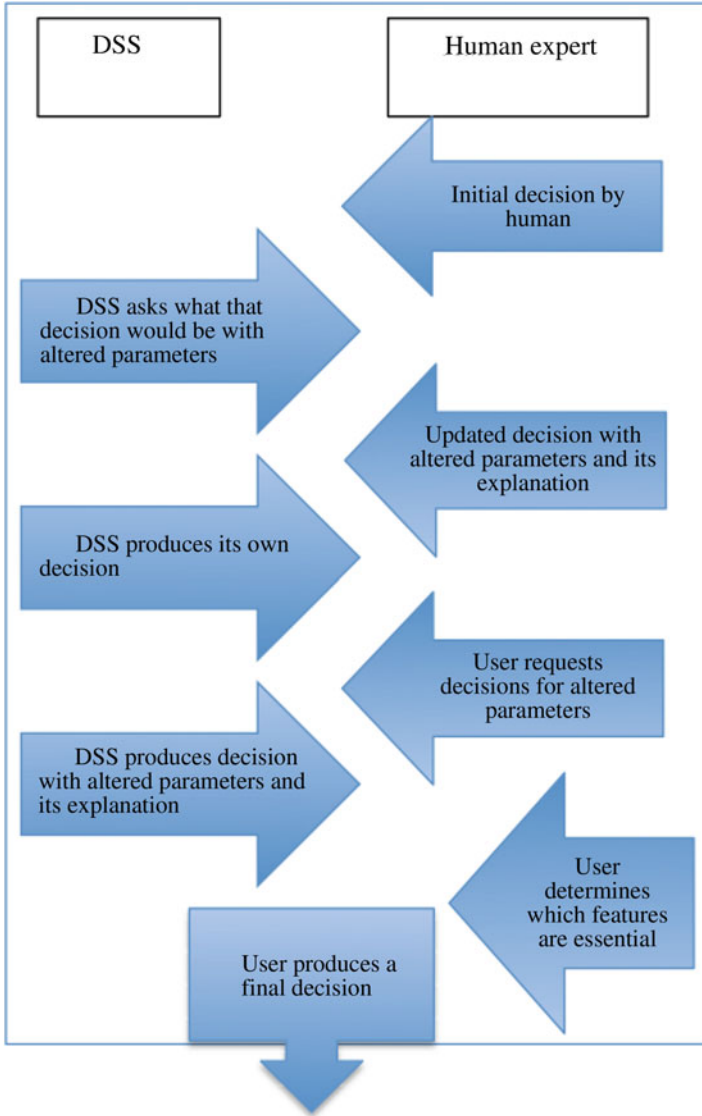 DSS
Human expert
Initial decision by
human
DSS asks what that
decision would be with
altered parameters
Updated decision with
altered parameters and its
explanation
DSS produces its own
decision
User requests
decisions for altered
parameters
DSS produces decision
with altered parameters and
its explanation
User
determines
which features
are essential
User produces a
final decision